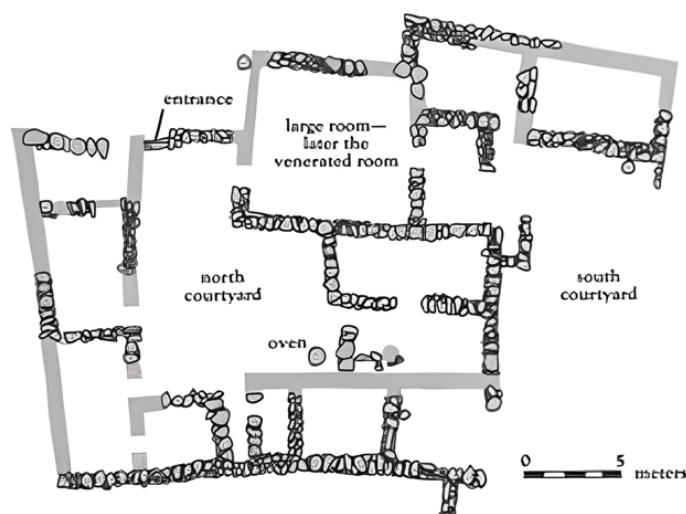 entrance
large room—
later the
venerated room
north
courtyard
south
courtyard
oven
0 5
meters